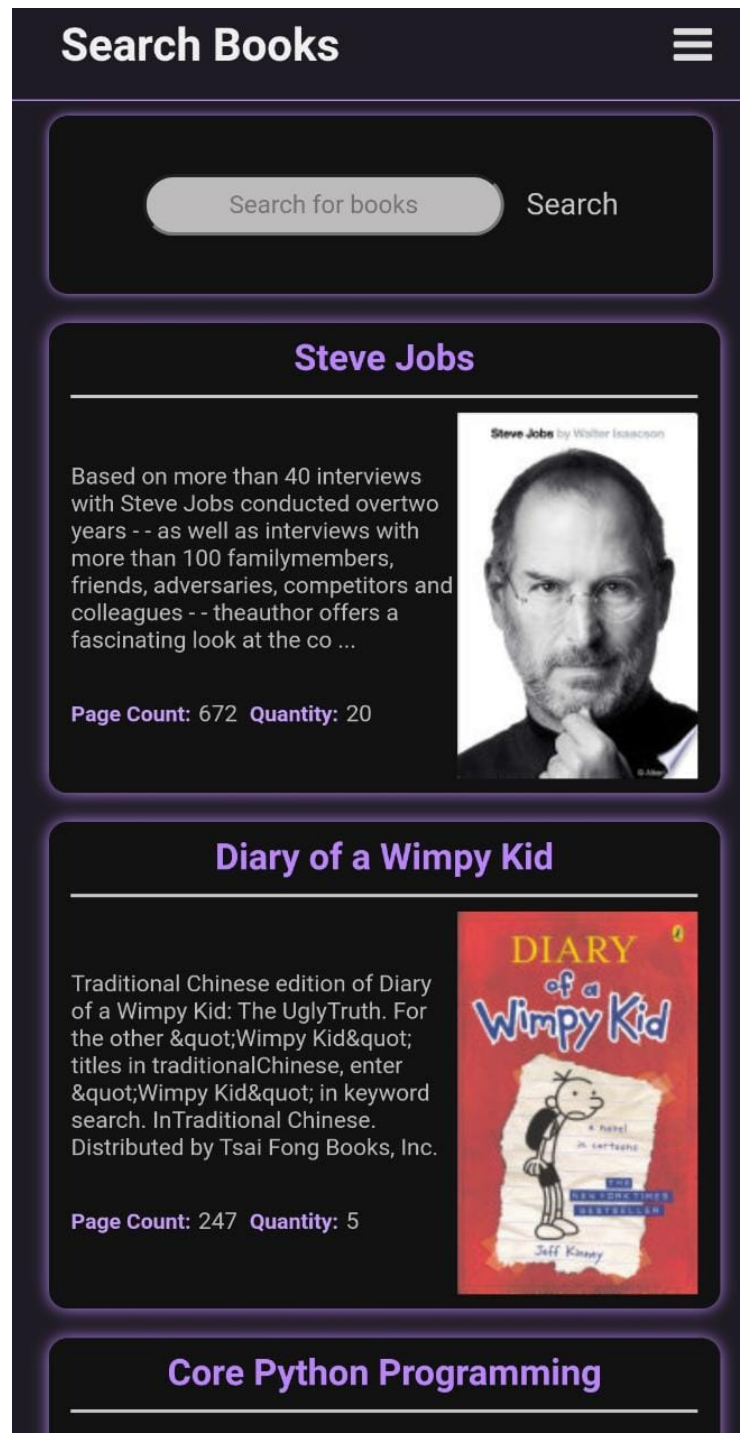 Search Books
Search for books
Search
Steve Jobs
Based on more than 40 interviews
with Steve Jobs conducted overtwo
years - - as well as interviews with
more than 100 familymembers,
friends, adversaries, competitors and
colleagues - - theauthor offers a
fascinating look at the co ...
Page Count: 672 Quantity: 20
Steve Jobs by Walter Isaacson
Diary of a Wimpy Kid
Traditional Chinese edition of Diary
of a Wimpy Kid: The UglyTruth. For
the other &quot;Wimpy Kid&quot;
titles in traditionalChinese, enter
&quot;Wimpy Kid&quot; in keyword
search. InTraditional Chinese.
Distributed by Tsai Fong Books, Inc.
Page Count: 247 Quantity: 5
DIARY
of a
Wimpy Kid
a novel
in cartoons
THE
NEW YORK TIMES
BESTSELLER
Jeff Kinney
Core Python Programming